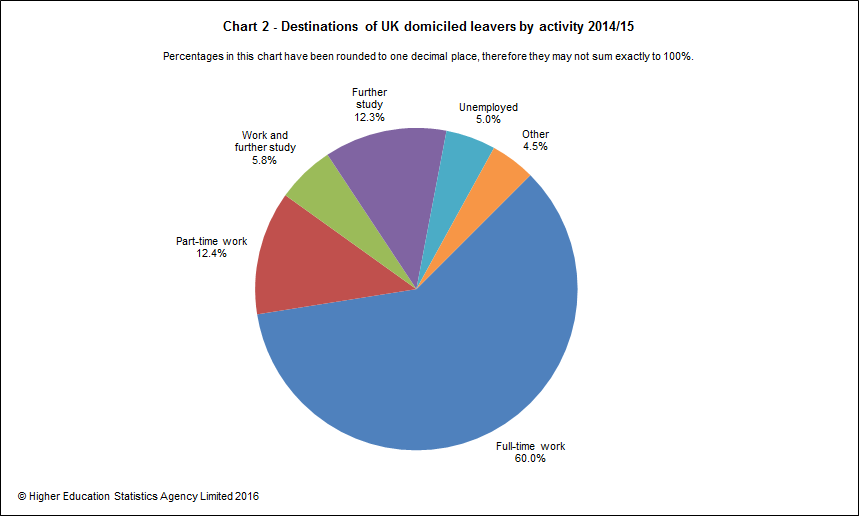 Chart 2 - Destinations of UK domiciled leavers by activity 2014/15
Percentages in this chart have been rounded to one decimal place, therefore they may not sum exactly to 100%.
Further
study
12.3%
Unemployed
5.0%
Other
4.5%
Work and
further study
5.8%
Part-time work
12.4%
Full-time work
60.0%
© Higher Education Statistics Agency Limited 2016